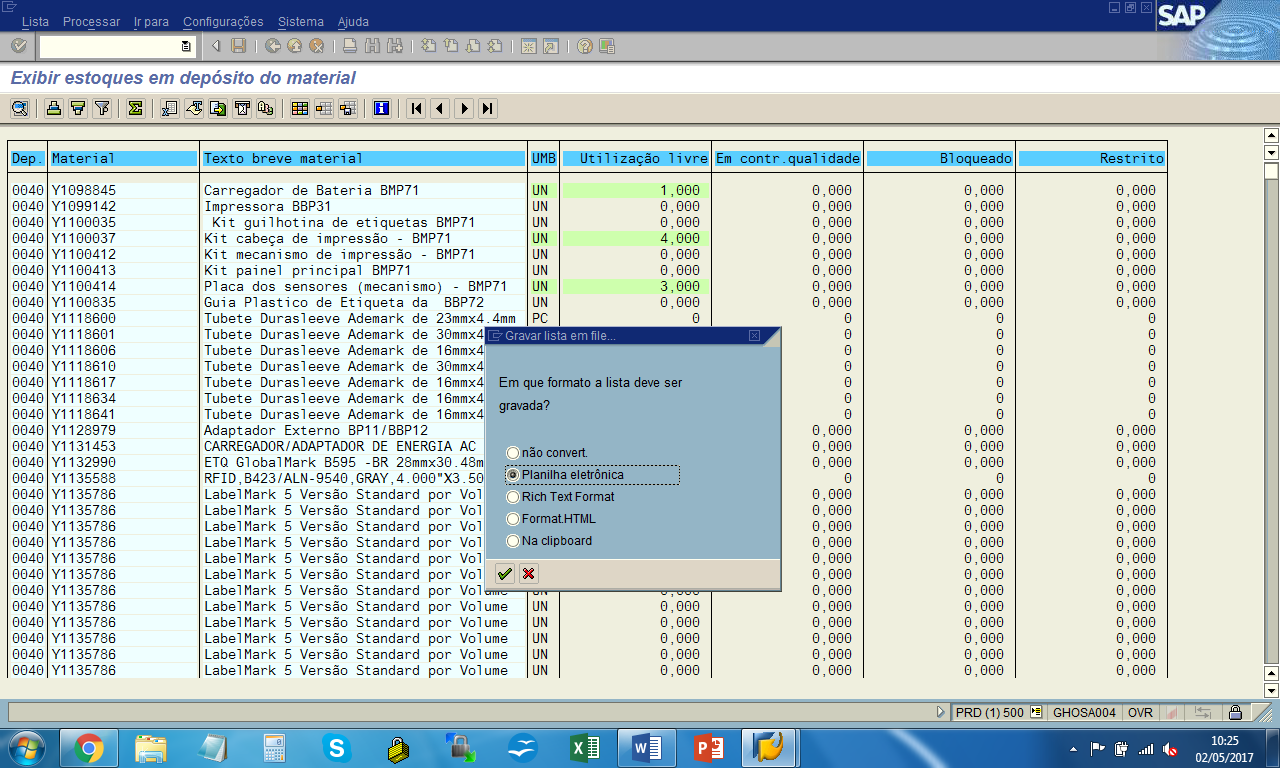 Lista Processar Ir para Configurações Sistema Ajuda
SAP
Exibir estoques em depósito do material
Dep. Material Texto breve material UMB Utilização livre Em contr.qualidade Bloqueado Restrito
0040 Y1098845 Carregador de Bateria BMP71 UN 1,000 0,000 0,000 0,000
0040 Y1099142 Impressora BBP31 UN 0,000 0,000 0,000 0,000
0040 Y1100035 Kit guilhotina de etiquetas BMP71 UN 0,000 0,000 0,000 0,000
0040 Y1100037 Kit cabeça de impressão - BMP71 UN 4,000 0,000 0,000 0,000
0040 Y1100412 Kit mecanismo de impressão - BMP71 UN 0,000 0,000 0,000 0,000
0040 Y1100413 Kit painel principal BMP71 UN 0,000 0,000 0,000 0,000
0040 Y1100414 Placa dos sensores (mecanismo) - BMP71 UN 3,000 0,000 0,000 0,000
0040 Y1100835 Guia Plastico de Etiqueta da BBP72 UN 0,000 0,000 0,000 0,000
0040 Y1118600 Tubete Durasleeve Ademark de 23mmx4.4mm PC 0 0 0 0
0040 Y1118601 Tubete Durasleeve Ademark de 30mmx4 0 0 0
0040 Y1118606 Tubete Durasleeve Ademark de 16mmx4 0 0 0
0040 Y1118610 Tubete Durasleeve Ademark de 30mmx4 0 0 0
0040 Y1118617 Tubete Durasleeve Ademark de 16mmx4 0 0 0
0040 Y1118634 Tubete Durasleeve Ademark de 16mmx4 0 0 0
0040 Y1118641 Tubete Durasleeve Ademark de 16mmx4 0 0 0
0040 Y1128979 Adaptador Externo BP11/BBP12 0,000 0,000 0,000
0040 Y1131453 CARREGADOR/ADAPTADOR DE ENERGIA AC 0,000 0,000 0,000
0040 Y1132990 ETQ GlobalMark B595 -BR 28mmx30.48m 0,000 0,000 0,000
0040 Y1135588 RFID,B423/ALN-9540,GRAY,4.000"X3.50 0 0 0
0040 Y1135786 LabelMark 5 Versão Standard por Vol 0,000 0,000 0,000
0040 Y1135786 LabelMark 5 Versão Standard por Vol 0,000 0,000 0,000
0040 Y1135786 LabelMark 5 Versão Standard por Vol 0,000 0,000 0,000
0040 Y1135786 LabelMark 5 Versão Standard por Vol 0,000 0,000 0,000
0040 Y1135786 LabelMark 5 Versão Standard por Vol 0,000 0,000 0,000
0040 Y1135786 LabelMark 5 Versão Standard por Vol 0,000 0,000 0,000
0040 Y1135786 LabelMark 5 Versão Standard por Volume UN 0,000 0,000 0,000 0,000
0040 Y1135786 LabelMark 5 Versão Standard por Volume UN 0,000 0,000 0,000 0,000
0040 Y1135786 LabelMark 5 Versão Standard por Volume UN 0,000 0,000 0,000 0,000
0040 Y1135786 LabelMark 5 Versão Standard por Volume UN 0,000 0,000 0,000 0,000
0040 Y1135786 LabelMark 5 Versão Standard por Volume UN 0,000 0,000 0,000 0,000
Gravar lista em file...
Em que formato a lista deve ser
gravada?
não convert.
Planilha eletrônica
Rich Text Format
Format.HTML
Na clipboard
PRD (1) 500 GHOSA004 OVR
10:25
02/05/2017